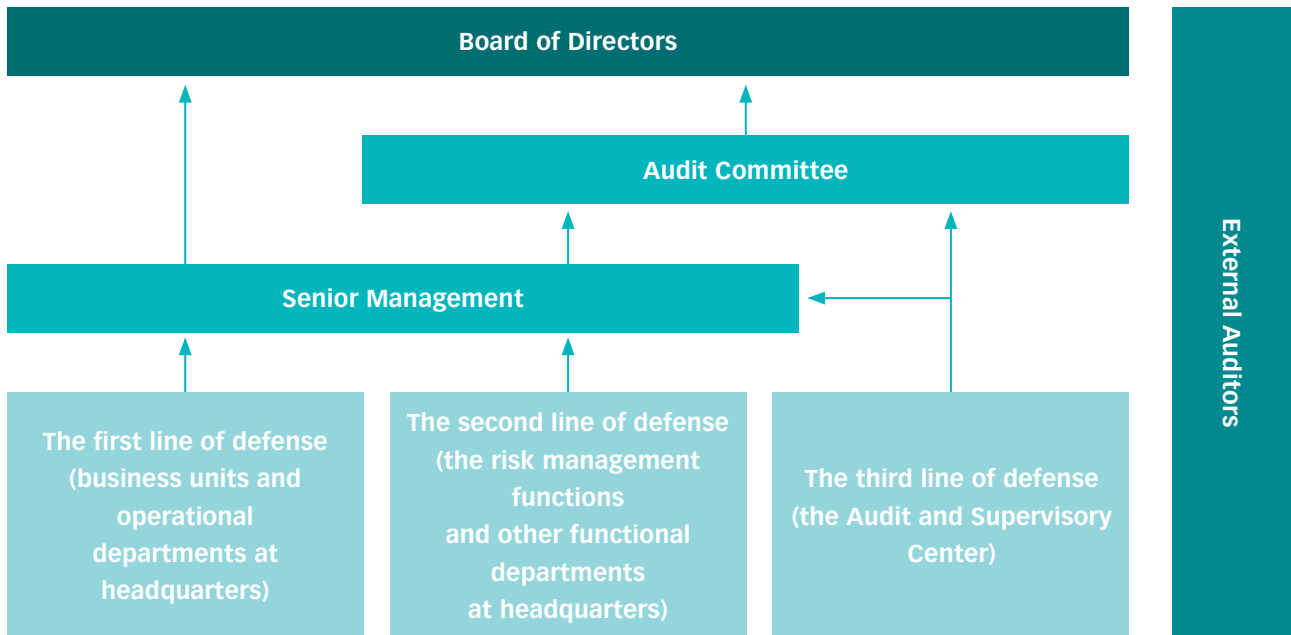 Board of Directors
Audit Committee
Senior Management
The first line of defense
(business units and
operational
departments at
headquarters)
The second line of defense
(the risk management
functions
and other functional
departments
at headquarters)
The third line of defense
(the Audit and Supervisory
Center)
External Auditors